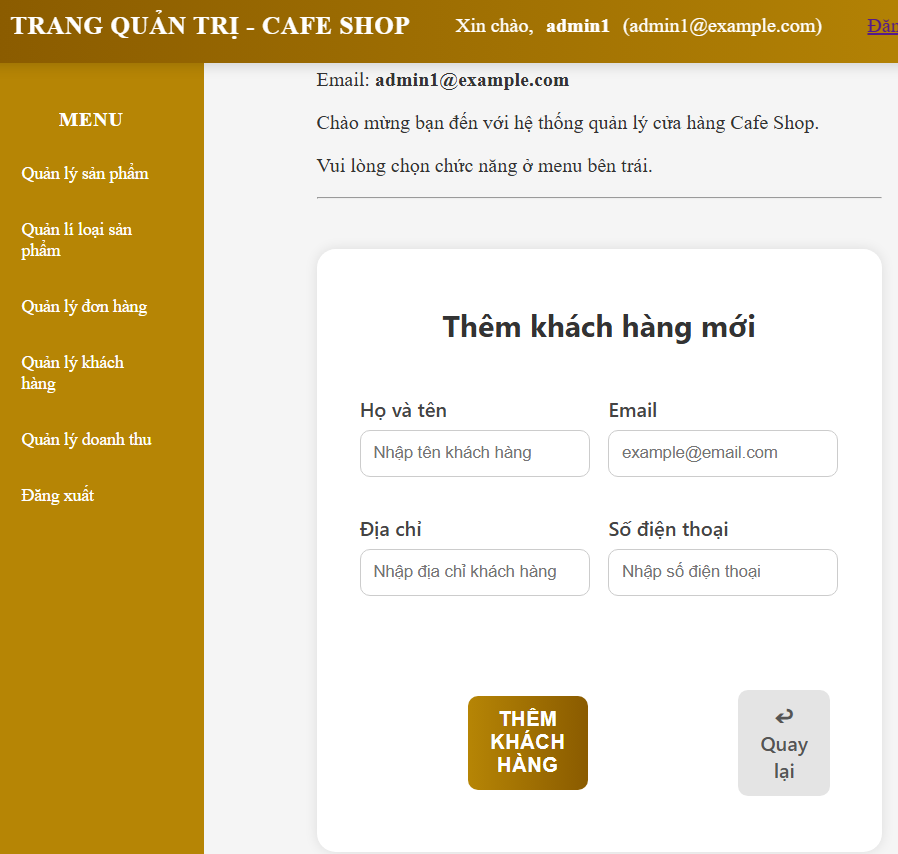 TRANG QUẢN TRỊ - CAFE SHOP
Xin chào, admin1 (admin1@example.com)
Đăn
MENU
Quản lý sản phẩm
Quản lí loại sản
phẩm
Quản lý đơn hàng
Quản lý khách
hàng
Quản lý doanh thu
Đăng xuất
Email: admin1@example.com
Chào mừng bạn đến với hệ thống quản lý cửa hàng Cafe Shop.
Vui lòng chọn chức năng ở menu bên trái.
Thêm khách hàng mới
Họ và tên
Nhập tên khách hàng
Email
example@email.com
Địa chỉ
Nhập địa chỉ khách hàng
Số điện thoại
Nhập số điện thoại
THÊM
KHÁCH
HÀNG
↩
Quay
lại